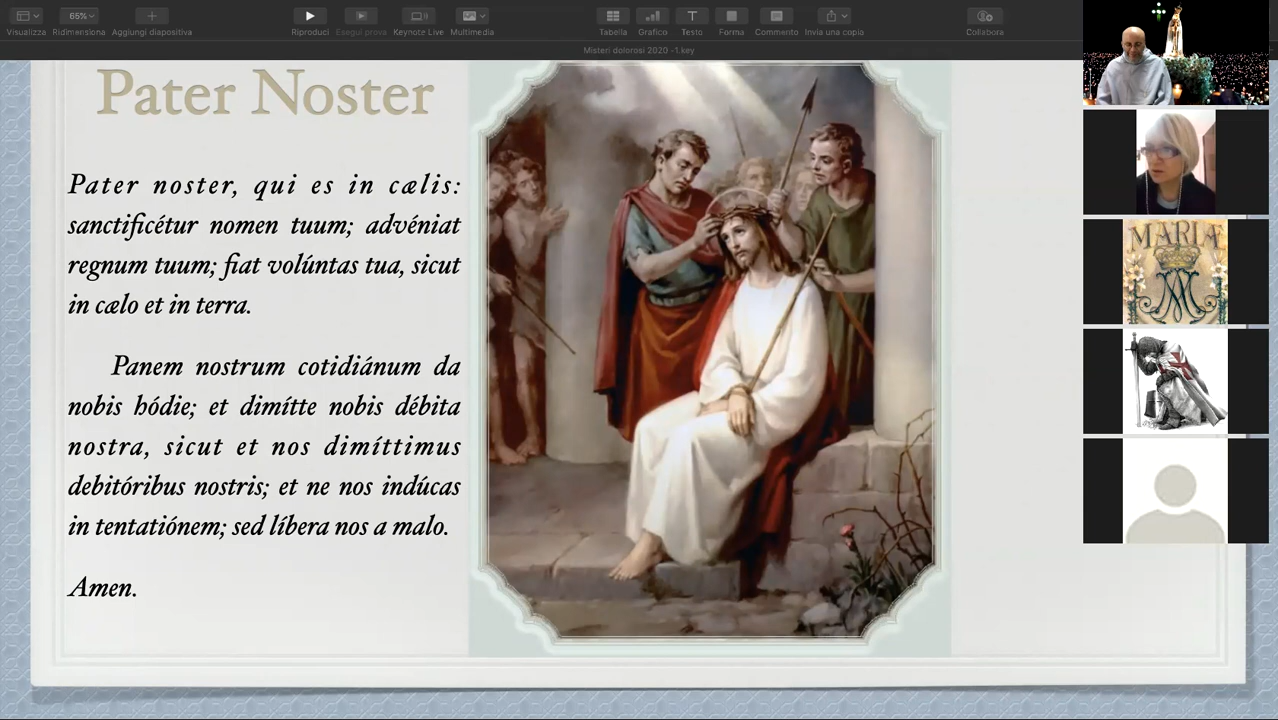 65%
Visualizza
Ridimensiona
Aggiungi diapositiva
Riproduci
Esegui prova
Keynote Live
Multimedia
Tabella
Grafico
Testo
Forma
Commento
Invia una copia
Collabora
Misteri dolorosi 2020 -1.key
Pater Noster
Pater noster, qui es in cælis:
sanctificétur nomen tuum; advéniat
regnum tuum; fiat volúntas tua, sicut
in cælo et in terra.
Panem nostrum cotidiánum da
nobis hódie; et dimítte nobis débita
nostra, sicut et nos dimíttimus
debitóribus nostris; et ne nos indúcas
in tentatiónem; sed líbera nos a malo.
Amen.
MARIÆ